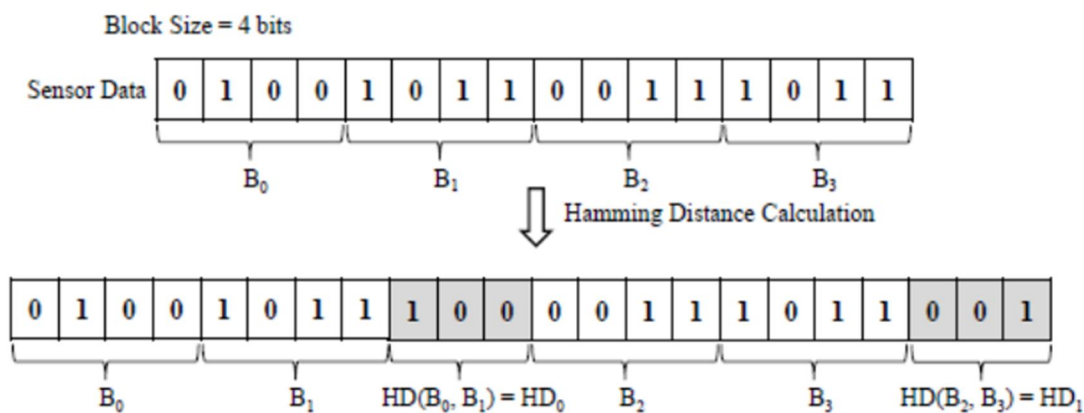 Block Size = 4 bits
Sensor Data 0 1 0 0 1 0 1 1 0 0 1 1 1 0 1 1
B₀ B₁ B₂ B₃
Hamming Distance Calculation
0 1 0 0 1 0 1 1 1 0 0 0 0 1 1 1 0 1 1 0 0 1
B₀ B₁ HD(B₀, B₁) = HD₀ B₂ B₃ HD(B₂, B₃) = HD₁